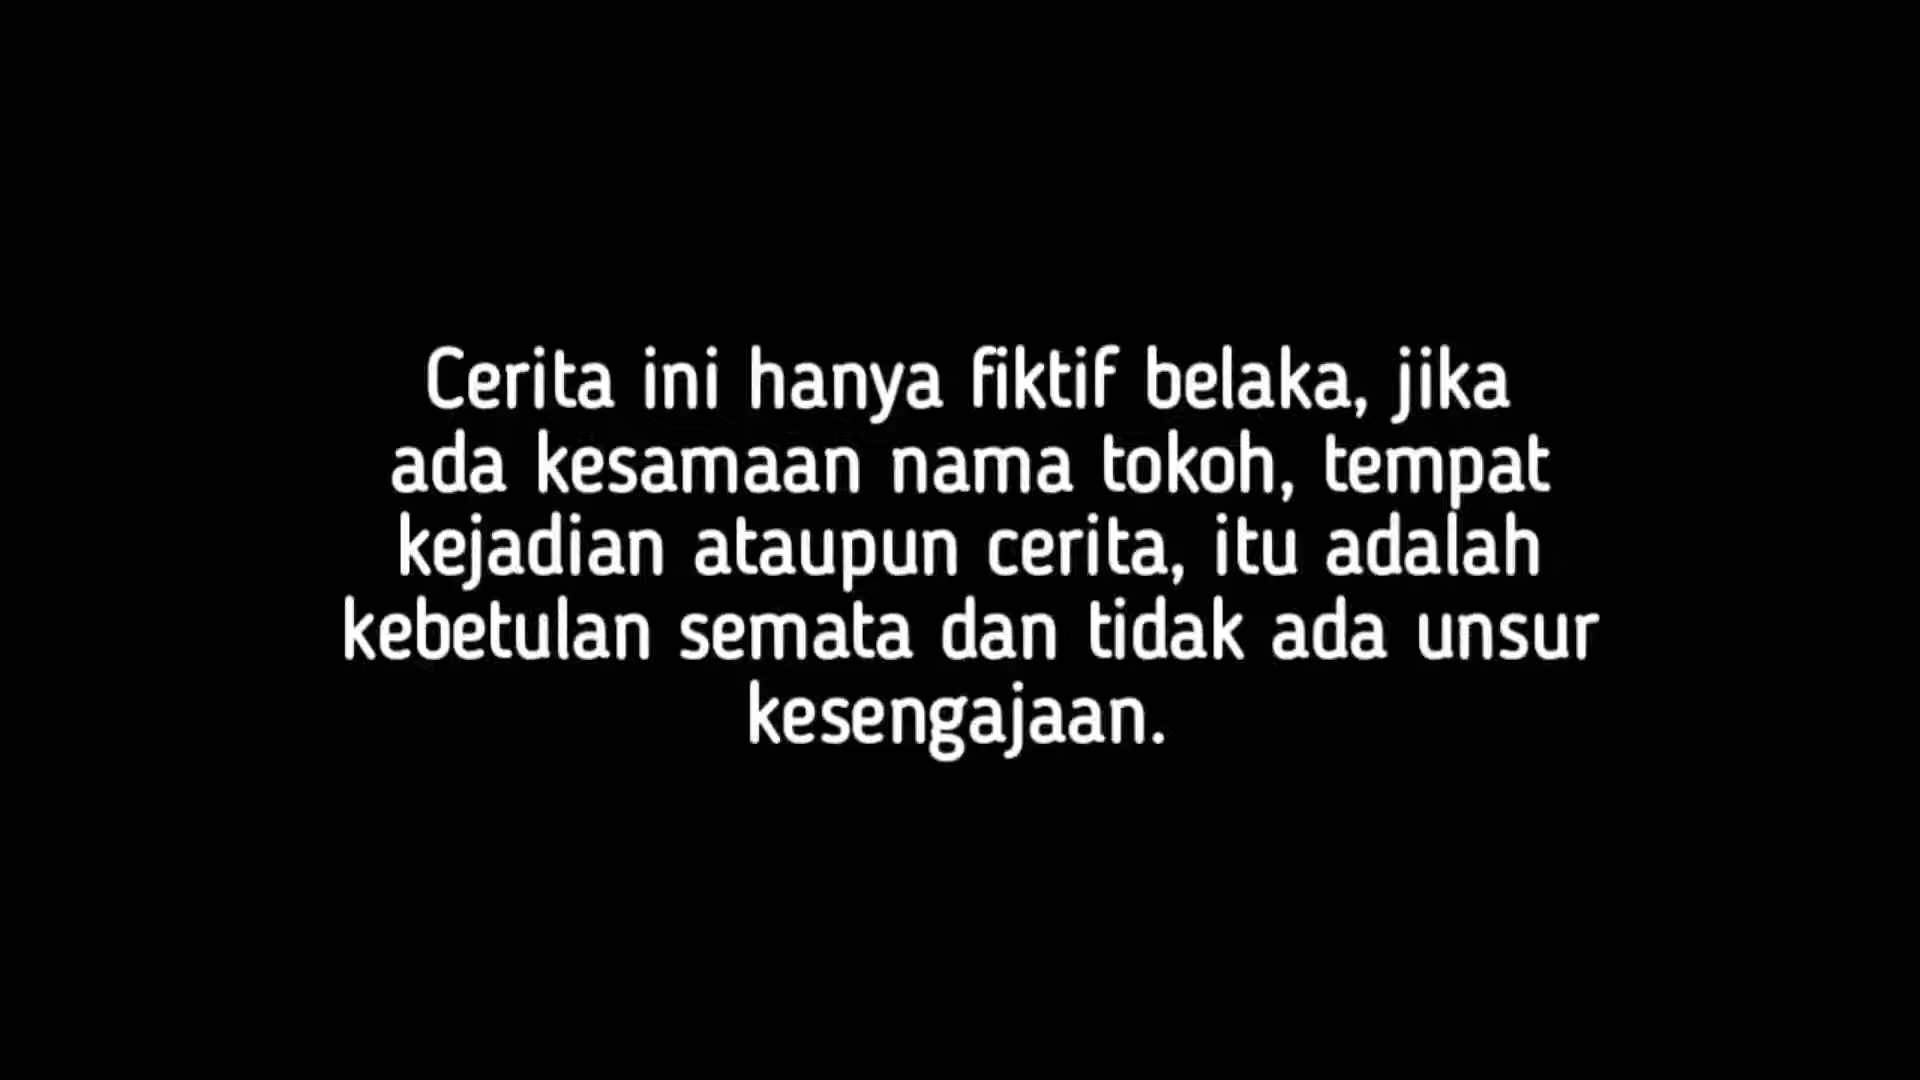 Cerita ini hanya fiktif belaka, jika
ada kesamaan nama tokoh, tempat
kejadian ataupun cerita, itu adalah
kebetulan semata dan tidak ada unsur
kesengajaan.